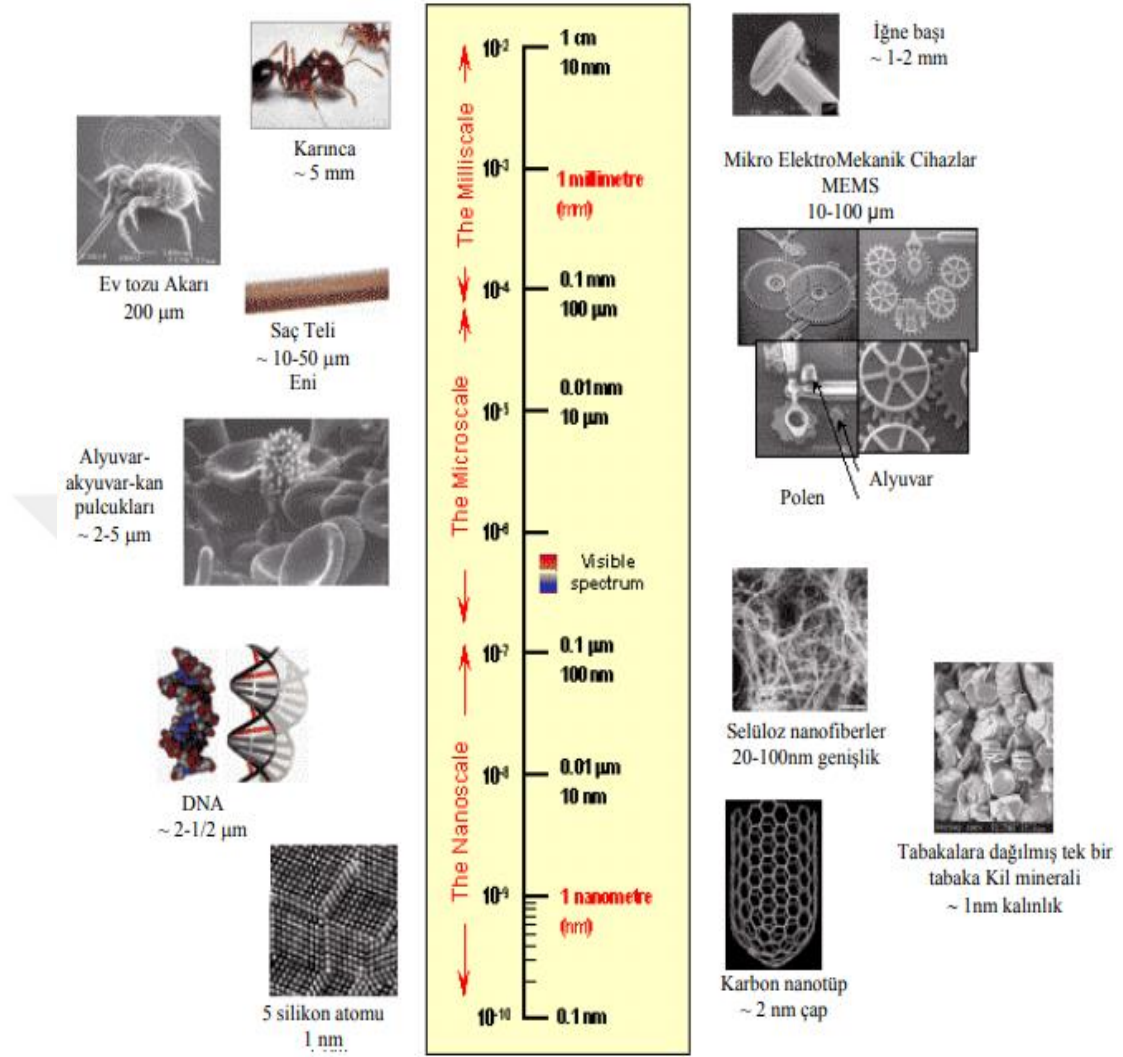 Karınca
~ 5 mm
Ev tozu Akarı
200 µm
Saç Teli
~ 10-50 µm
Eni
Alyuvar-
akyuvar-kan
pulcukları
~ 2-5 µm
DNA
~ 2-1/2 µm
5 silikon atomu
1 nm
The Milliscale
The Microscale
The Nanoscale
10⁻² 1 cm
10 mm
10⁻³ 1 millimetre
(mm)
10⁻⁴ 0.1 mm
100 µm
10⁻⁵ 0.01 mm
10 µm
10⁻⁶
Visible
spectrum
10⁻⁷ 0.1 µm
100 nm
10⁻⁸ 0.01 µm
10 nm
10⁻⁹ 1 nanometre
(nm)
10⁻¹⁰ 0.1 nm
İğne başı
~ 1-2 mm
Mikro ElektroMekanik Cihazlar
MEMS
10-100 µm
Polen
Alyuvar
Selüloz nanofiberler
20-100nm genişlik
Tabakalara dağılmış tek bir
tabaka Kil minerali
~ 1nm kalınlık
Karbon nanotüp
~ 2 nm çap